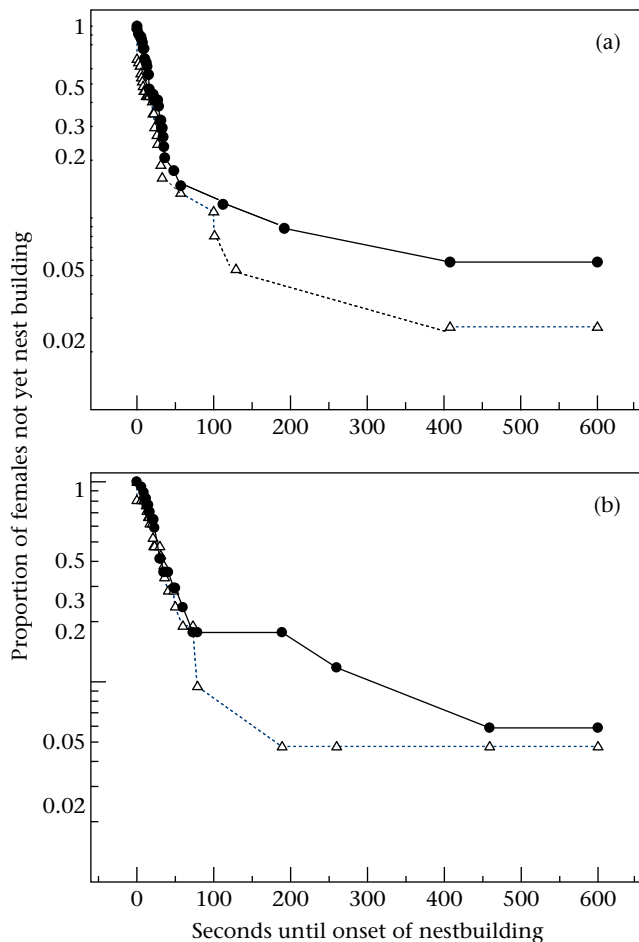 (a)
1
0.5
0.3
0.2
0.05
0.02
0 100 200 300 400 500 600
Proportion of females not yet nest building
(b)
1
0.5
0.3
0.2
0.05
0.02
0 100 200 300 400 500 600
Seconds until onset of nestbuilding